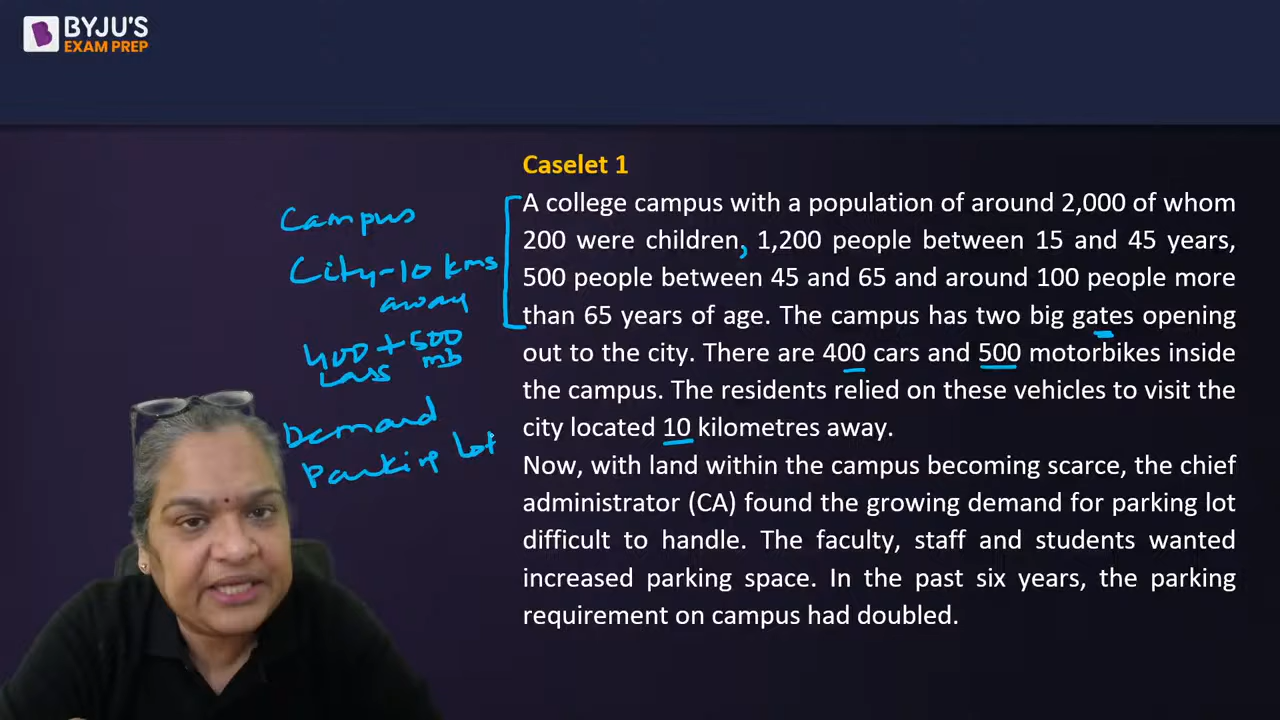 BYJU'S
EXAM PREP
Caselet 1
A college campus with a population of around 2,000 of whom
200 were children, 1,200 people between 15 and 45 years,
500 people between 45 and 65 and around 100 people more
than 65 years of age. The campus has two big gates opening
out to the city. There are 400 cars and 500 motorbikes inside
the campus. The residents relied on these vehicles to visit the
city located 10 kilometres away.
Now, with land within the campus becoming scarce, the chief
administrator (CA) found the growing demand for parking lot
difficult to handle. The faculty, staff and students wanted
increased parking space. In the past six years, the parking
requirement on campus had doubled.
Campus
City-10 kms
away
400 + 500
mb
Demand
Parking lot